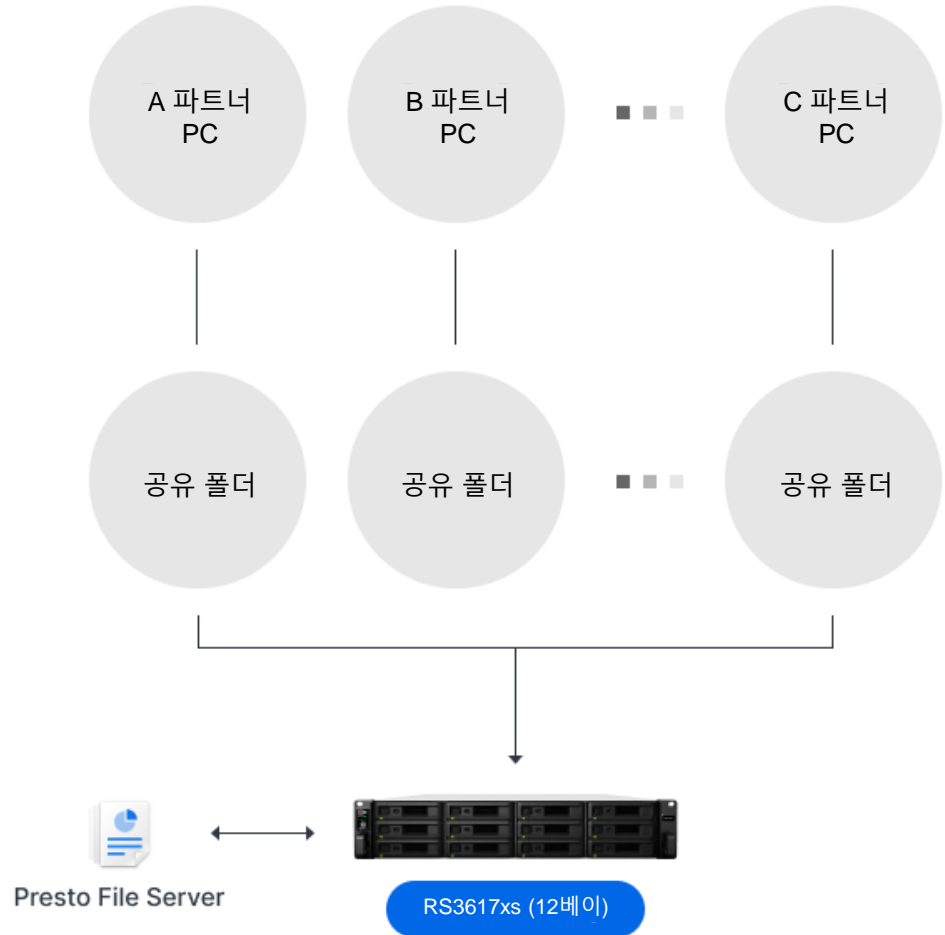 A 파트너
PC
B 파트너
PC
C 파트너
PC
공유 폴더
공유 폴더
공유 폴더
Presto File Server
RS3617xs (12베이)